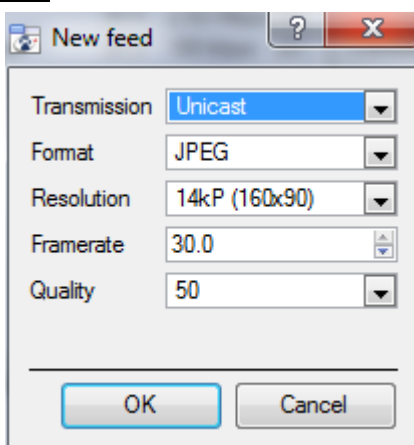 New feed
?
X
Transmission Unicast
Format JPEG
Resolution 14kP (160x90)
Framerate 30.0
Quality 50
OK Cancel